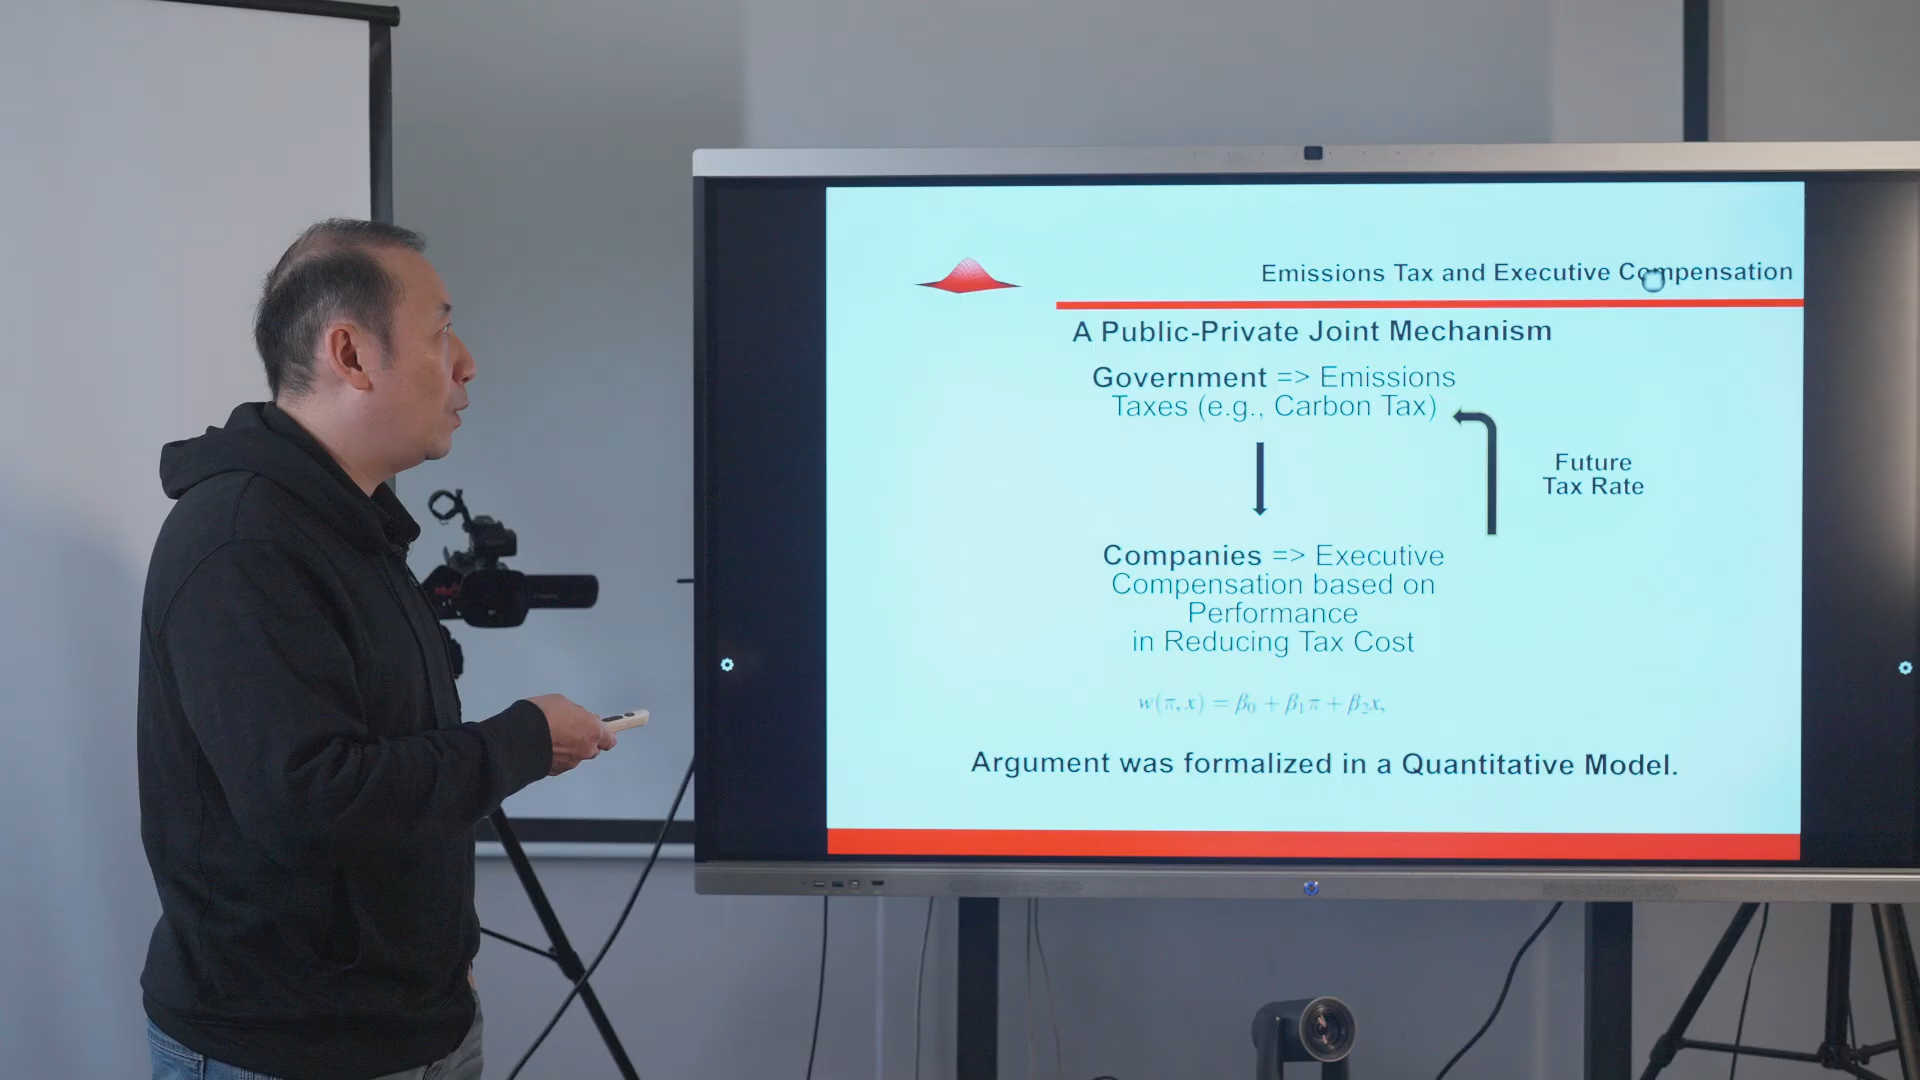 Emissions Tax and Executive Compensation
A Public-Private Joint Mechanism
Government => Emissions
Taxes (e.g., Carbon Tax)
Future
Tax Rate
Companies => Executive
Compensation based on
Performance
in Reducing Tax Cost
w(π, x) = β₀ + β₁π + β₂x,
Argument was formalized in a Quantitative Model.